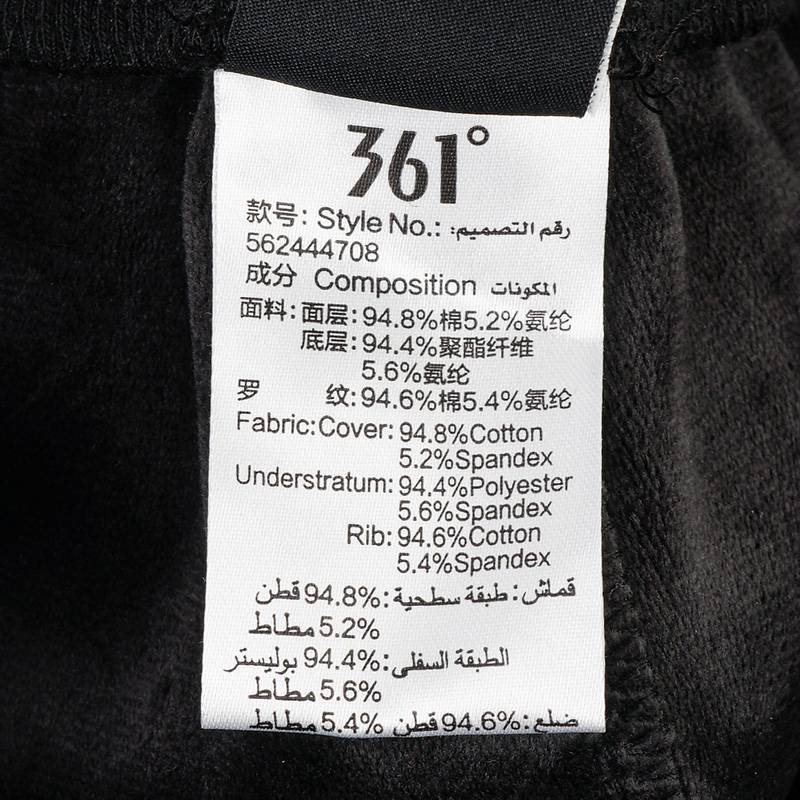 361°
款号: Style No.: رقم التصميم:
562444708
成分 Composition المكونات
面料:面层:94.8%棉5.2%氨纶
底层:94.4%聚酯纤维
5.6%氨纶
罗 纹:94.6%棉5.4%氨纶
Fabric:Cover: 94.8%Cotton
5.2%Spandex
Understratum: 94.4%Polyester
5.6%Spandex
Rib: 94.6%Cotton
5.4%Spandex
قماش: طبقة سطحية:94.8% قطن
5.2% مطاط
الطبقة السفلى:94.4% بوليستر
5.6% مطاط
ضلع:94.6% قطن 5.4% مطاط